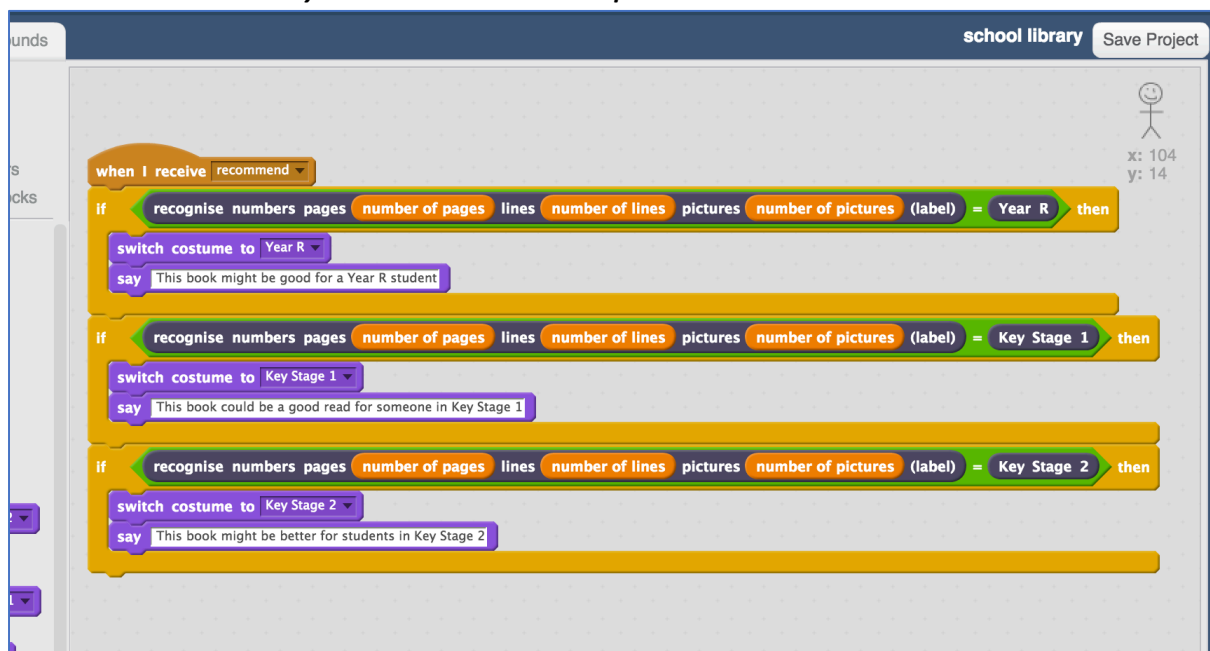 unds
school library Save Project
x: 104
y: 14
rs
ocks
when I receive recommend
if recognise numbers pages number of pages lines number of lines pictures number of pictures (label) = Year R then
switch costume to Year R
say This book might be good for a Year R student
if recognise numbers pages number of pages lines number of lines pictures number of pictures (label) = Key Stage 1 then
switch costume to Key Stage 1
say This book could be a good read for someone in Key Stage 1
if recognise numbers pages number of pages lines number of lines pictures number of pictures (label) = Key Stage 2 then
switch costume to Key Stage 2
say This book might be better for students in Key Stage 2